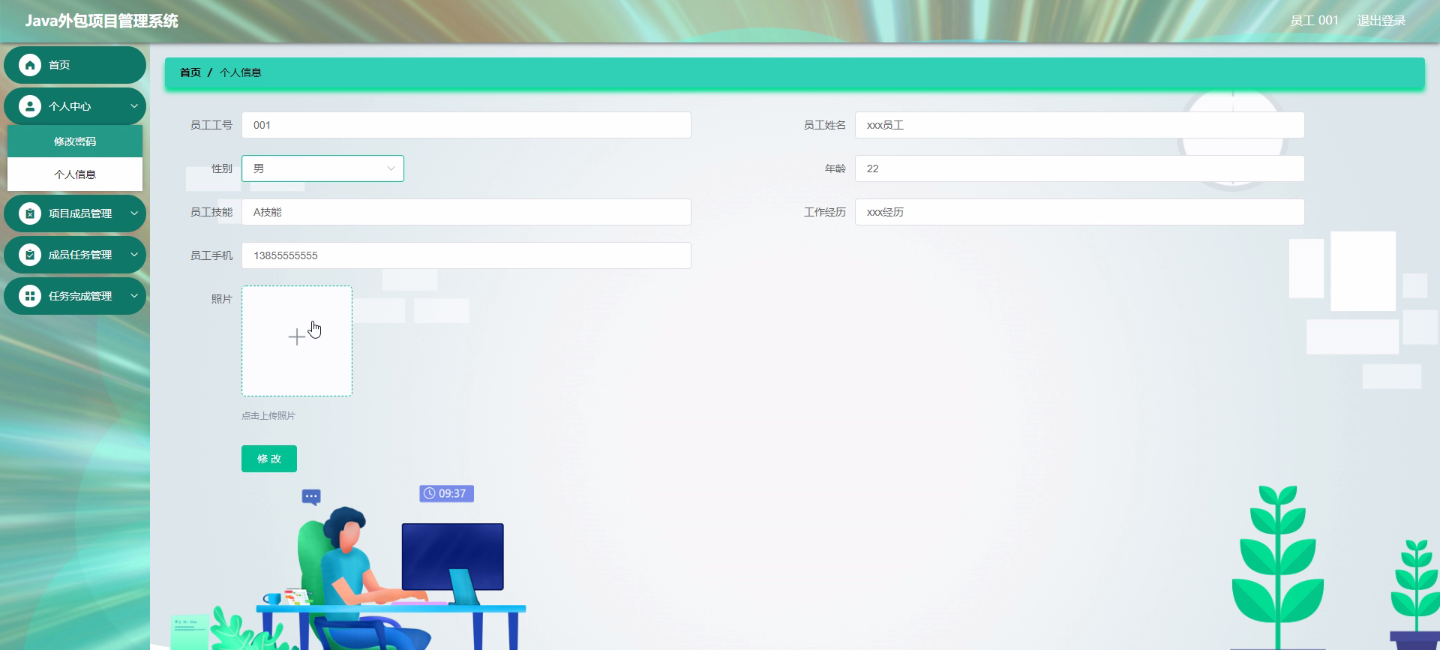 Java外包项目管理系统
员工 001 退出登录
首页
个人中心
修改密码
个人信息
项目成员管理
成员任务管理
任务完成管理
首页 / 个人信息
员工工号 001
员工姓名 xxx员工
性别 男
年龄 22
员工技能 A技能
工作经历 xxx经历
员工手机 13855555555
照片
点击上传照片
修改
09:37